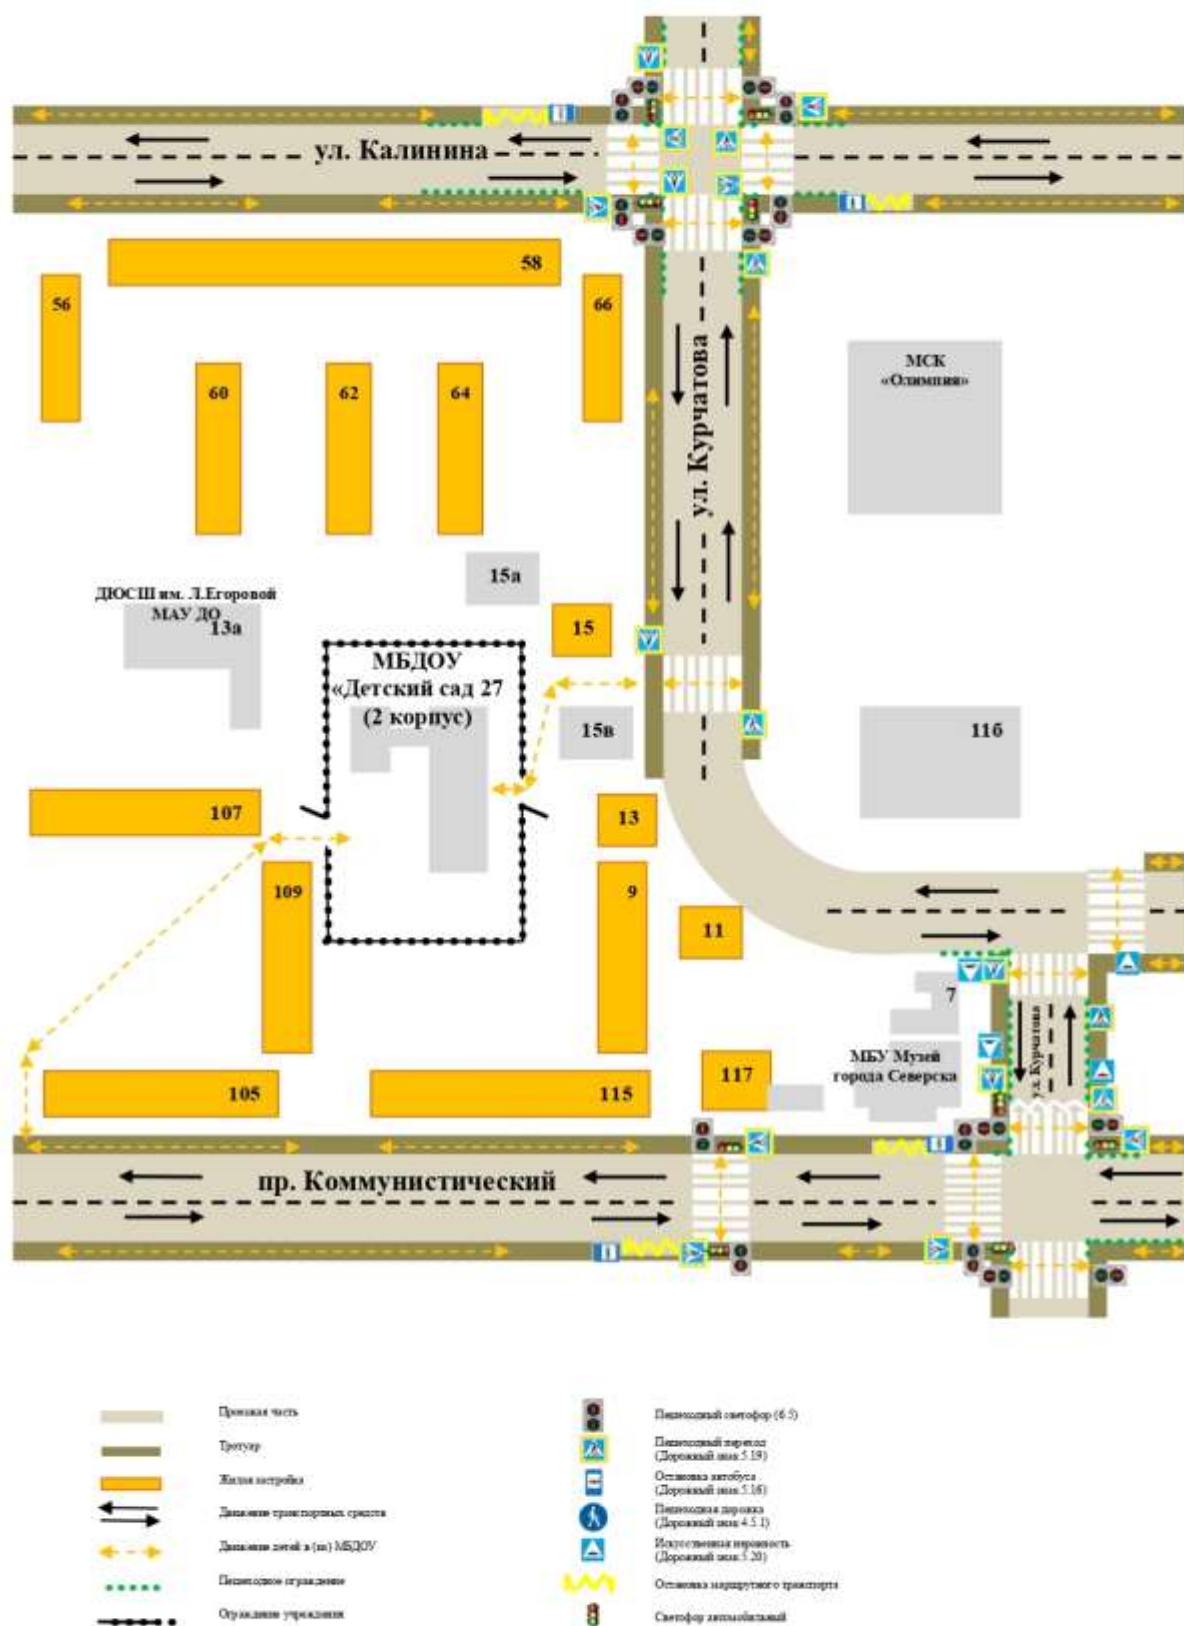 ул. Калинина
58
56
66
60
62
64
ул. Курчатова
МСК
«Олимпия»
15а
ДЮСШ им. Л.Егоровой
МАУ ДО
13а
15
МБДОУ
«Детский сад 27
(2 корпус)
15в
11б
107
13
109
9
11
7
ул. Курчатова
МБУ Музей
города Северска
105
115
117
пр. Коммунистический
Проезжая часть
Тротуар
Жилая застройка
Движение транспортных средств
Движение детей в (из) МБДОУ
Пешеходное ограждение
Ограждение учреждения
Пешеходный светофор (6.5)
Пешеходный переход
(Дорожный знак 5.19)
Остановка автобуса
(Дорожный знак 5.16)
Пешеходная дорожка
(Дорожный знак 4.5.1)
Искусственная неровность
(Дорожный знак 5.20)
Остановка маршрутного транспорта
Светофор автомобильный